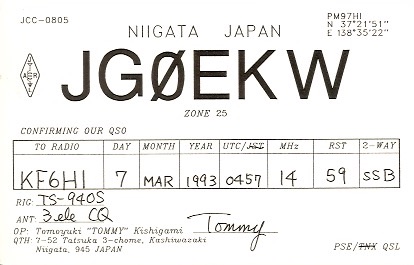 JCC-0805
PM97HI
NIIGATA JAPAN
N 37°21'51"
E 138°35'22"
JARL
JGØEKW
ZONE 25
CONFIRMING OUR QSO
TO RADIO DAY MONTH YEAR UTC/JST MHz RST 2-WAY
KF6HI 7 MAR 1993 0457 14 59 SSB
RIG: TS-940S
ANT: 3ele CQ
OP: Tomoyuki "TOMMY" Kishigami Tommy
QTH: 7-52 Tatsuka 3-chome, Kashiwazaki
Niigata, 945 JAPAN
PSE/TNX QSL